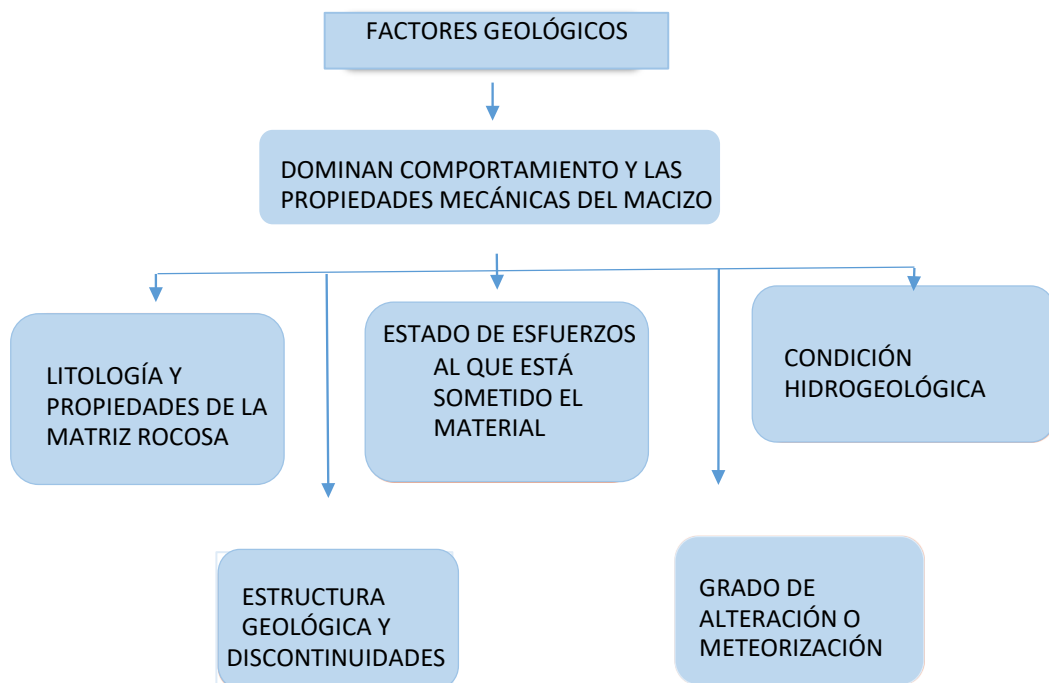 FACTORES GEOLÓGICOS
DOMINAN COMPORTAMIENTO Y LAS
PROPIEDADES MECÁNICAS DEL MACIZO
LITOLOGÍA Y
PROPIEDADES DE LA
MATRIZ ROCOSA
ESTADO DE ESFUERZOS
AL QUE ESTÁ
SOMETIDO EL
MATERIAL
CONDICIÓN
HIDROGEOLÓGICA
ESTRUCTURA
GEOLÓGICA Y
DISCONTINUIDADES
GRADO DE
ALTERACIÓN O
METEORIZACIÓN